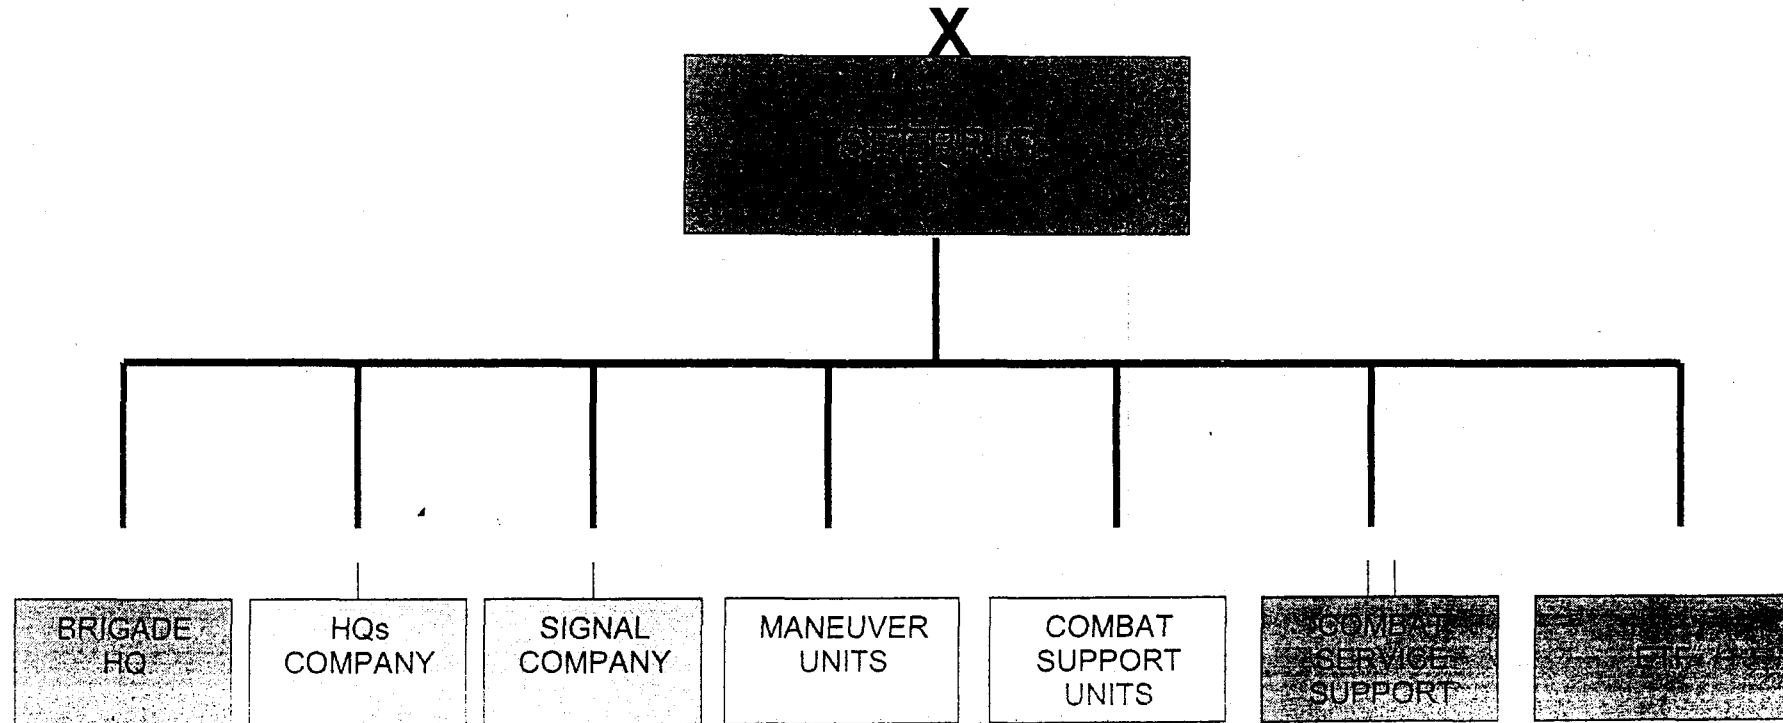 X
BRIGADE
HQ
HQs
COMPANY
SIGNAL
COMPANY
MANEUVER
UNITS
COMBAT
SUPPORT
UNITS
COMBAT
SERVICE
SUPPORT